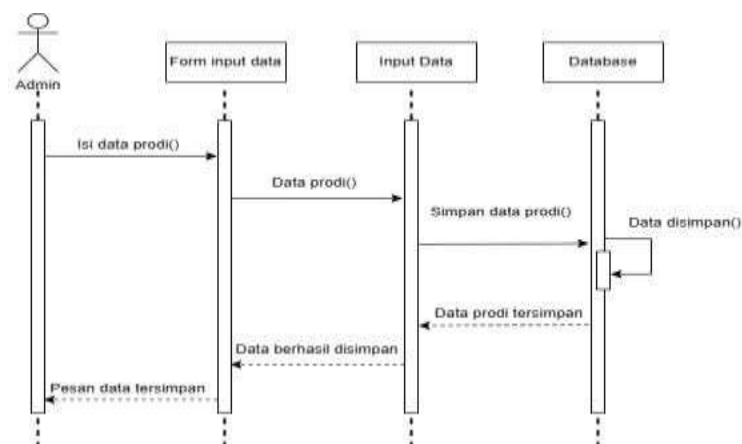 Admin
Form input data
Input Data
Database
Isi data prodi()
Data prodi()
Simpan data prodi()
Data disimpan()
Data prodi tersimpan
Data berhasil disimpan
Pesan data tersimpan